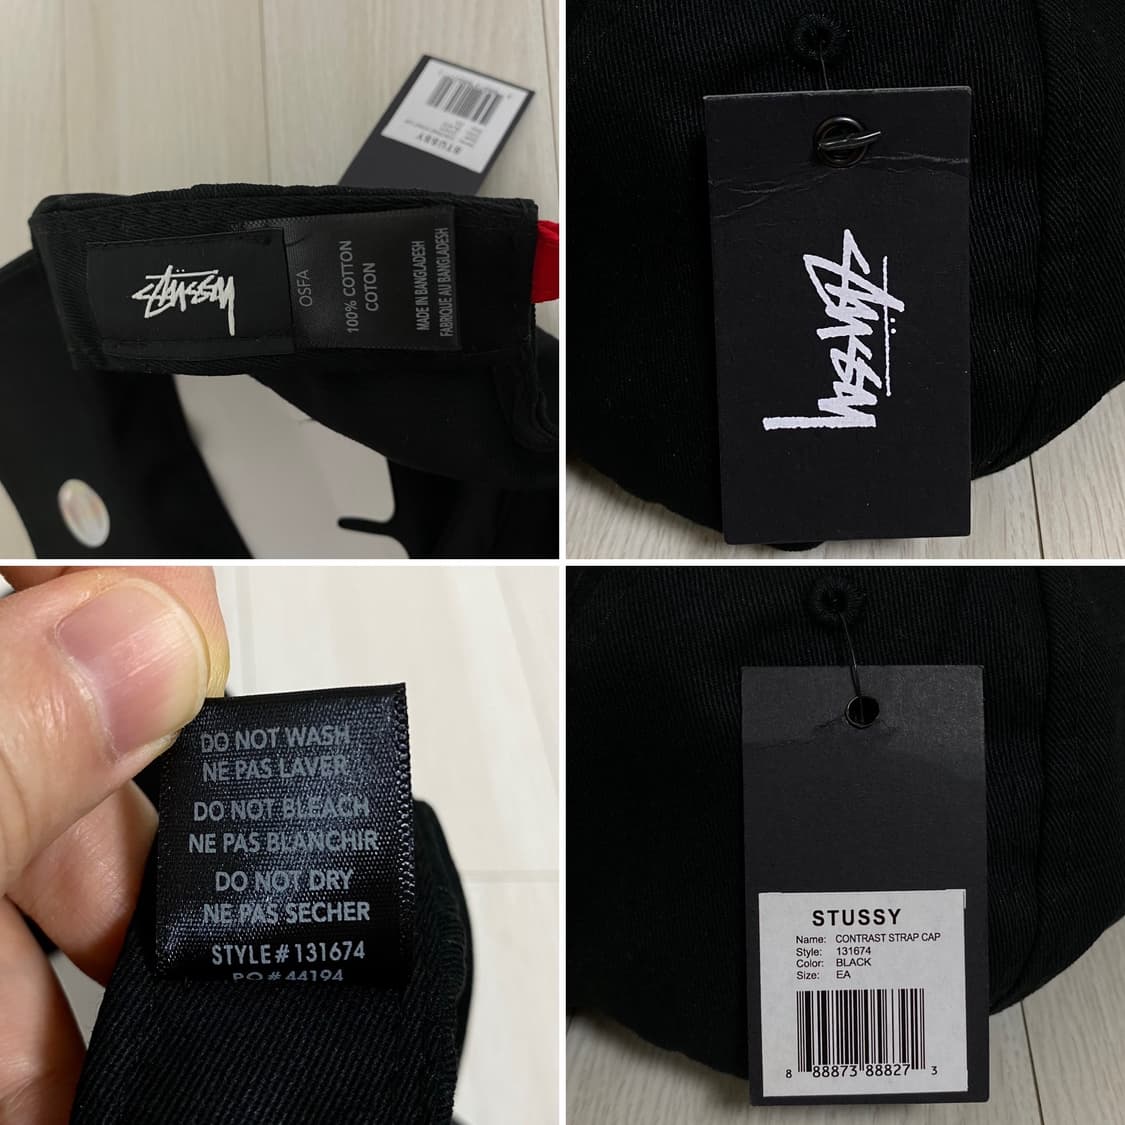 STUSSY
STÜSSY
OSFA
100% COTTON
COTON
MADE IN BANGLADESH
FABRIQUE AU BANGLADESH
STÜSSY
DO NOT WASH
NE PAS LAVER
DO NOT BLEACH
NE PAS BLANCHIR
DO NOT DRY
NE PAS SECHER
STYLE#131674
PO#44194
STUSSY
Name: CONTRAST STRAP CAP
Style: 131674
Color: BLACK
Size: EA
8 88873 88827 3